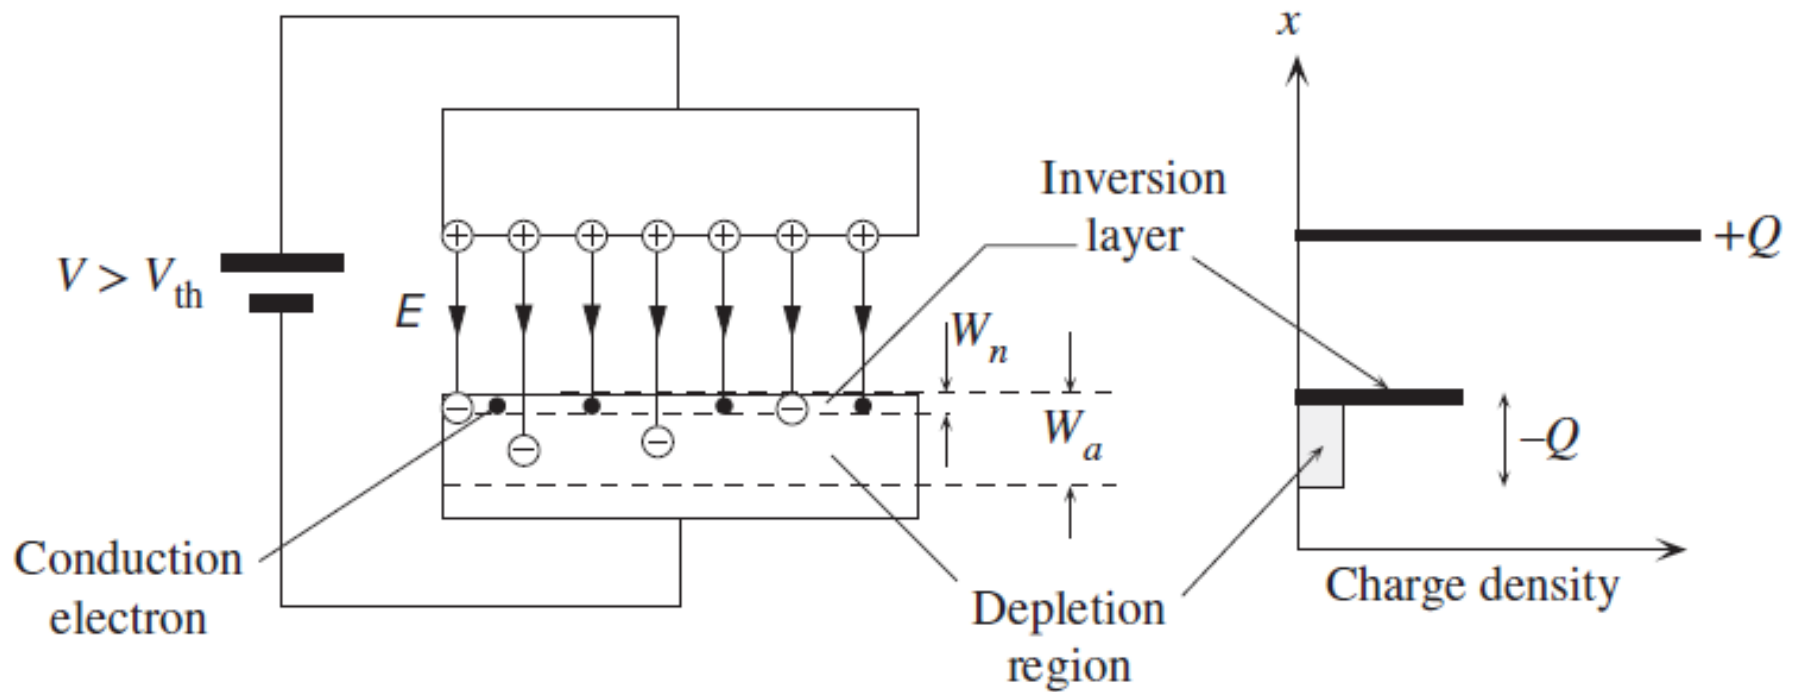 x
Inversion
layer
+Q
V > Vth
E
Wn
Wa
−Q
Conduction
electron
Depletion
region
Charge density
+ + + + + + +
− − − −